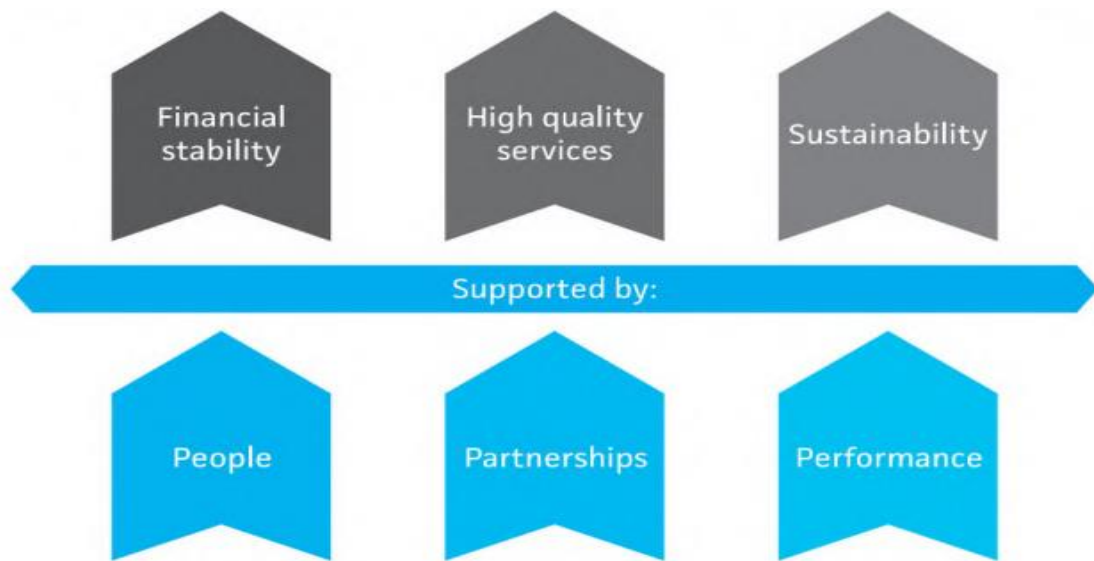 Financial
stability
High quality
services
Sustainability
Supported by:
People
Partnerships
Performance